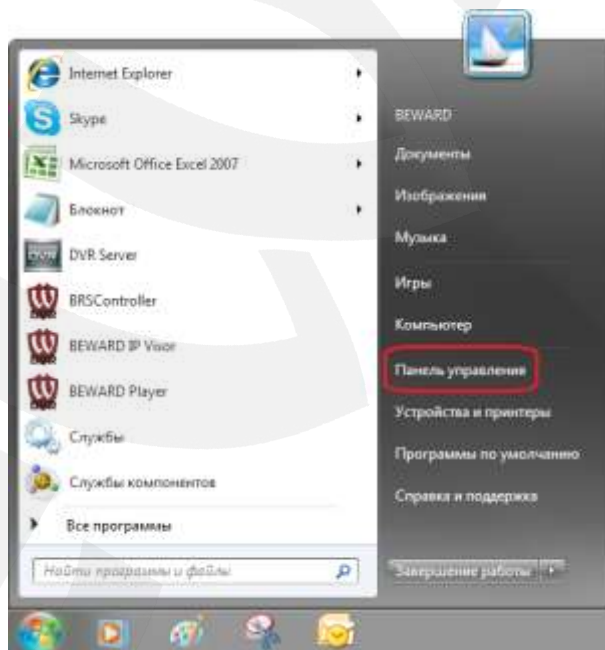 Internet Explorer
Skype
Microsoft Office Excel 2007
Блокнот
DVR Server
BRSController
BEWARD IP Visor
BEWARD Player
Службы
Службы компонентов
Все программы
Найти программы и файлы
BEWARD
Документы
Изображения
Музыка
Игры
Компьютер
Панель управления
Устройства и принтеры
Программы по умолчанию
Справка и поддержка
Завершение работы